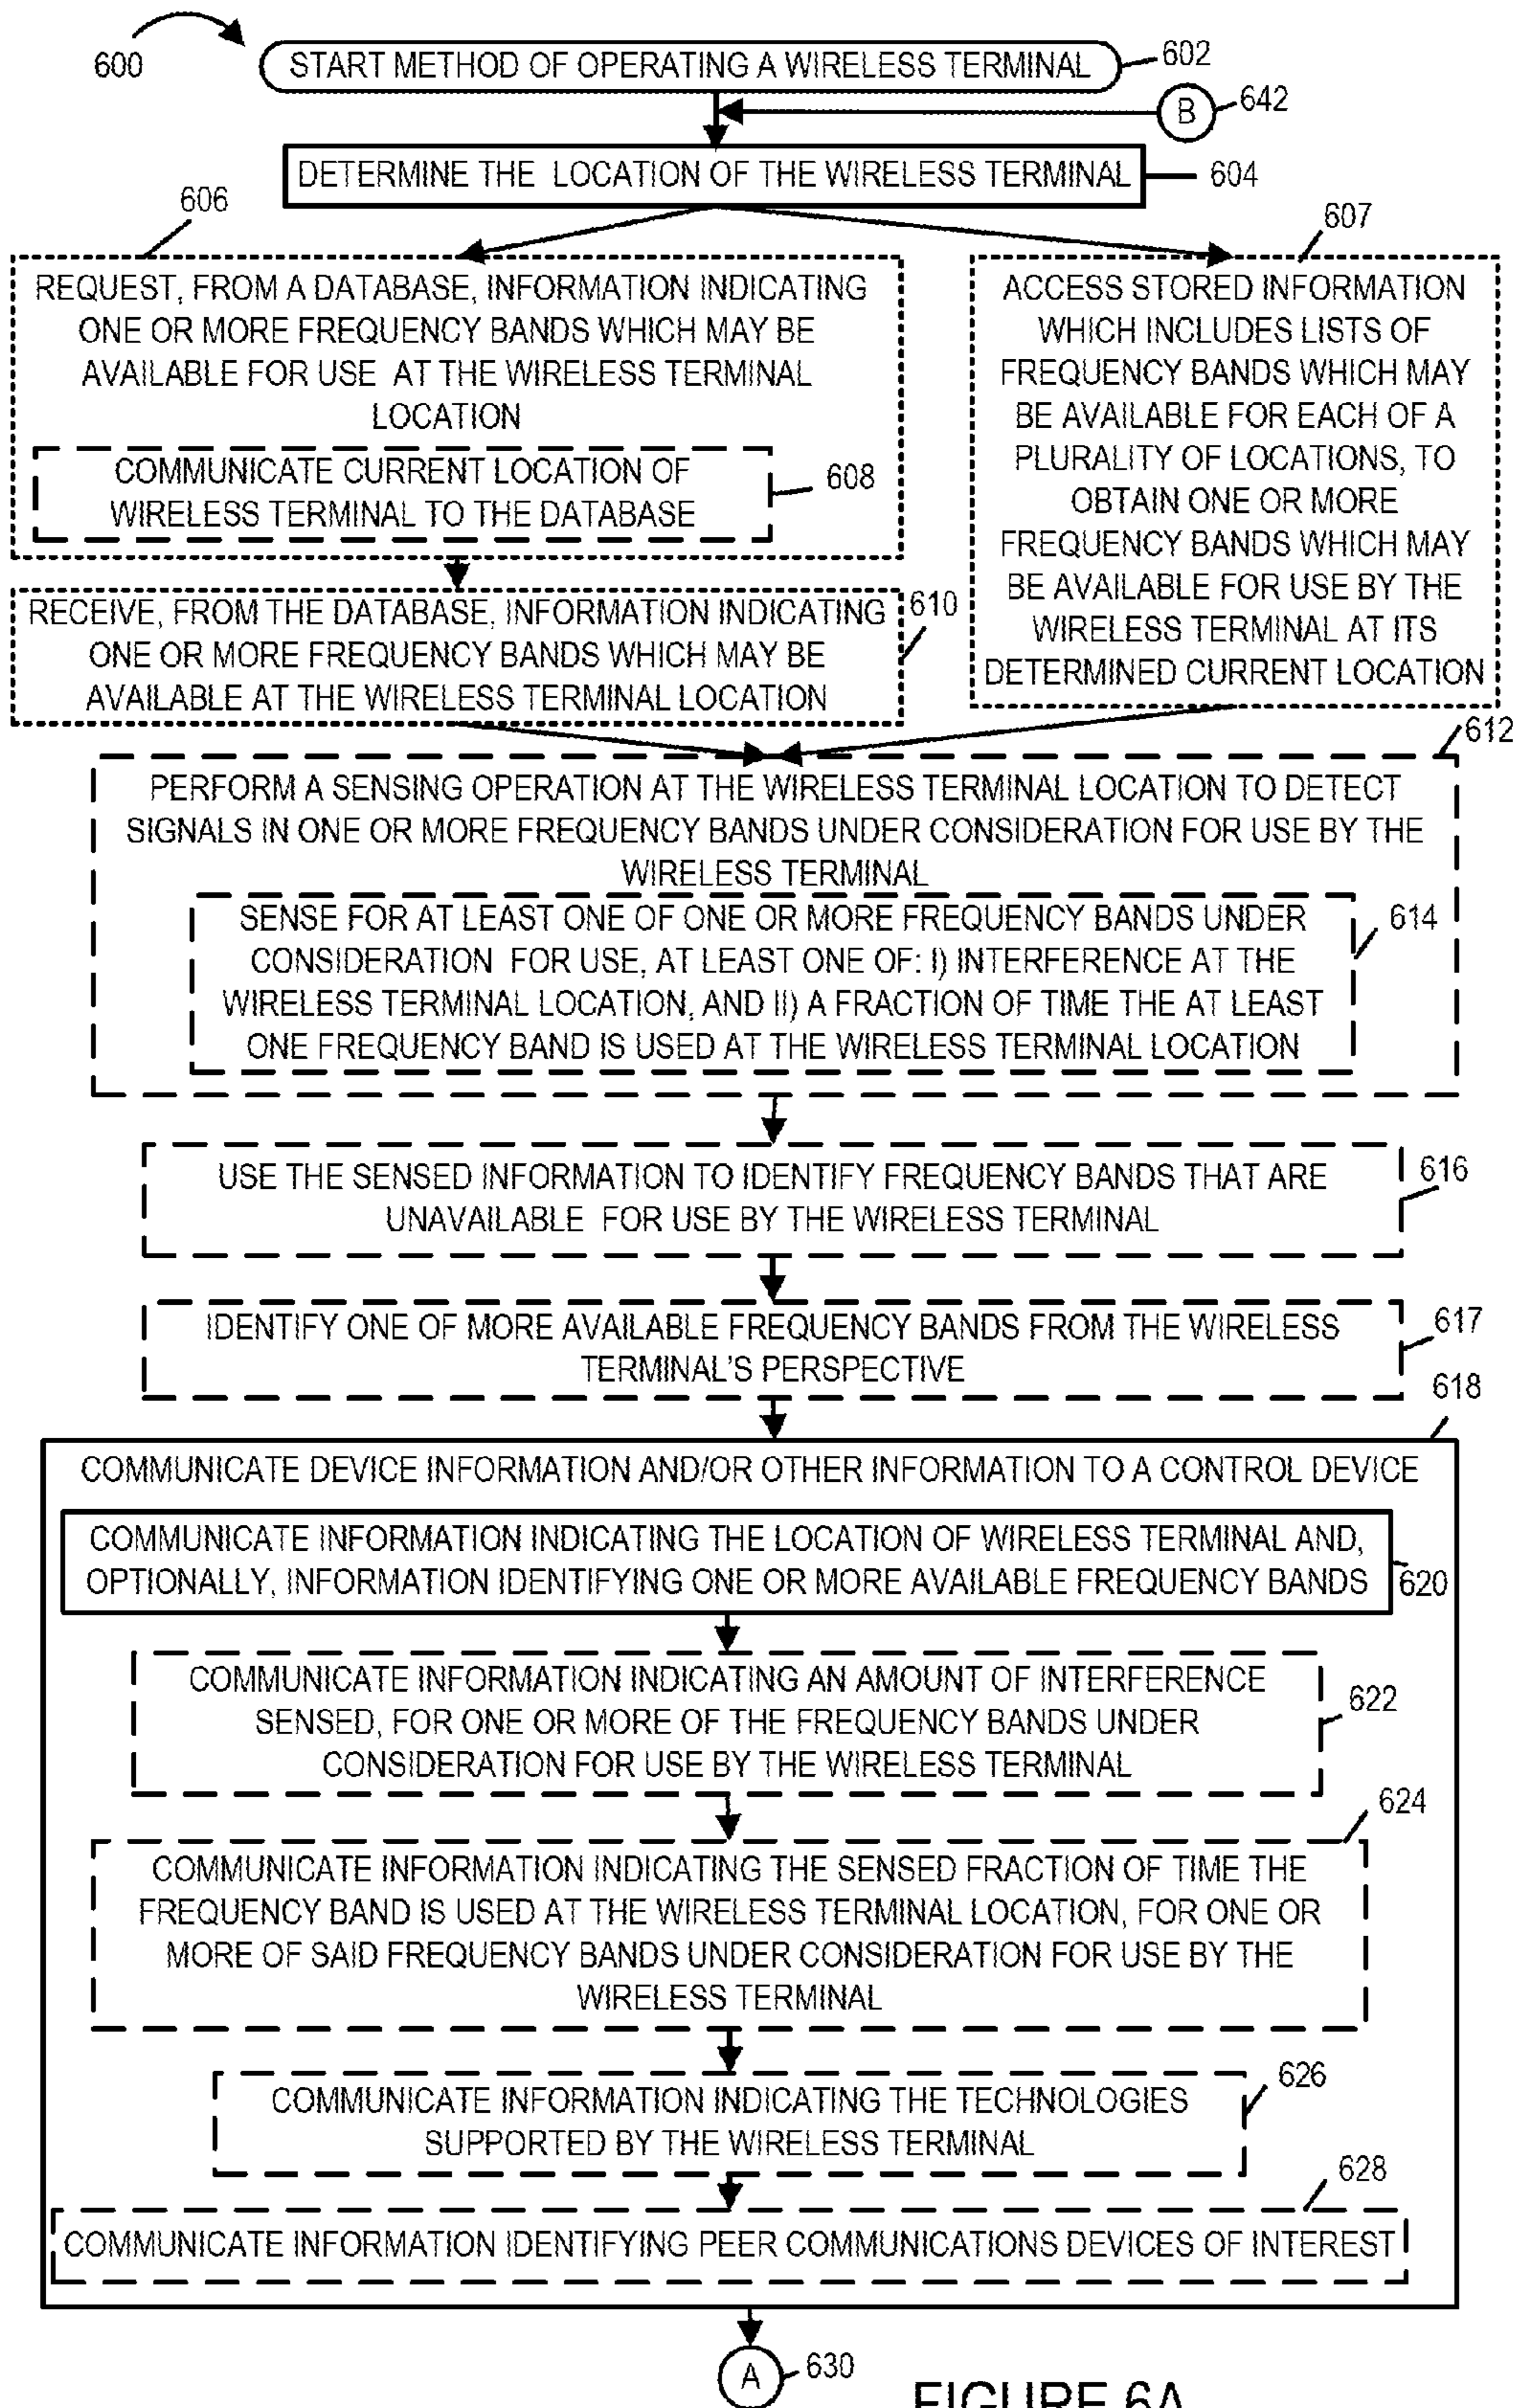 600
START METHOD OF OPERATING A WIRELESS TERMINAL
602
B
642
DETERMINE THE LOCATION OF THE WIRELESS TERMINAL
604
606
REQUEST, FROM A DATABASE, INFORMATION INDICATING
ONE OR MORE FREQUENCY BANDS WHICH MAY BE
AVAILABLE FOR USE AT THE WIRELESS TERMINAL
LOCATION
COMMUNICATE CURRENT LOCATION OF
WIRELESS TERMINAL TO THE DATABASE
608
RECEIVE, FROM THE DATABASE, INFORMATION INDICATING
ONE OR MORE FREQUENCY BANDS WHICH MAY BE
AVAILABLE AT THE WIRELESS TERMINAL LOCATION
610
607
ACCESS STORED INFORMATION
WHICH INCLUDES LISTS OF
FREQUENCY BANDS WHICH MAY
BE AVAILABLE FOR EACH OF A
PLURALITY OF LOCATIONS, TO
OBTAIN ONE OR MORE
FREQUENCY BANDS WHICH MAY
BE AVAILABLE FOR USE BY THE
WIRELESS TERMINAL AT ITS
DETERMINED CURRENT LOCATION
612
PERFORM A SENSING OPERATION AT THE WIRELESS TERMINAL LOCATION TO DETECT
SIGNALS IN ONE OR MORE FREQUENCY BANDS UNDER CONSIDERATION FOR USE BY THE
WIRELESS TERMINAL
SENSE FOR AT LEAST ONE OF ONE OR MORE FREQUENCY BANDS UNDER
CONSIDERATION FOR USE, AT LEAST ONE OF: I) INTERFERENCE AT THE
WIRELESS TERMINAL LOCATION, AND II) A FRACTION OF TIME THE AT LEAST
ONE FREQUENCY BAND IS USED AT THE WIRELESS TERMINAL LOCATION
614
USE THE SENSED INFORMATION TO IDENTIFY FREQUENCY BANDS THAT ARE
UNAVAILABLE FOR USE BY THE WIRELESS TERMINAL
616
IDENTIFY ONE OF MORE AVAILABLE FREQUENCY BANDS FROM THE WIRELESS
TERMINAL'S PERSPECTIVE
617
618
COMMUNICATE DEVICE INFORMATION AND/OR OTHER INFORMATION TO A CONTROL DEVICE
COMMUNICATE INFORMATION INDICATING THE LOCATION OF WIRELESS TERMINAL AND,
OPTIONALLY, INFORMATION IDENTIFYING ONE OR MORE AVAILABLE FREQUENCY BANDS
620
COMMUNICATE INFORMATION INDICATING AN AMOUNT OF INTERFERENCE
SENSED, FOR ONE OR MORE OF THE FREQUENCY BANDS UNDER
CONSIDERATION FOR USE BY THE WIRELESS TERMINAL
622
624
COMMUNICATE INFORMATION INDICATING THE SENSED FRACTION OF TIME THE
FREQUENCY BAND IS USED AT THE WIRELESS TERMINAL LOCATION, FOR ONE OR
MORE OF SAID FREQUENCY BANDS UNDER CONSIDERATION FOR USE BY THE
WIRELESS TERMINAL
COMMUNICATE INFORMATION INDICATING THE TECHNOLOGIES
SUPPORTED BY THE WIRELESS TERMINAL
626
628
COMMUNICATE INFORMATION IDENTIFYING PEER COMMUNICATIONS DEVICES OF INTEREST
A
630
FIGURE 6A